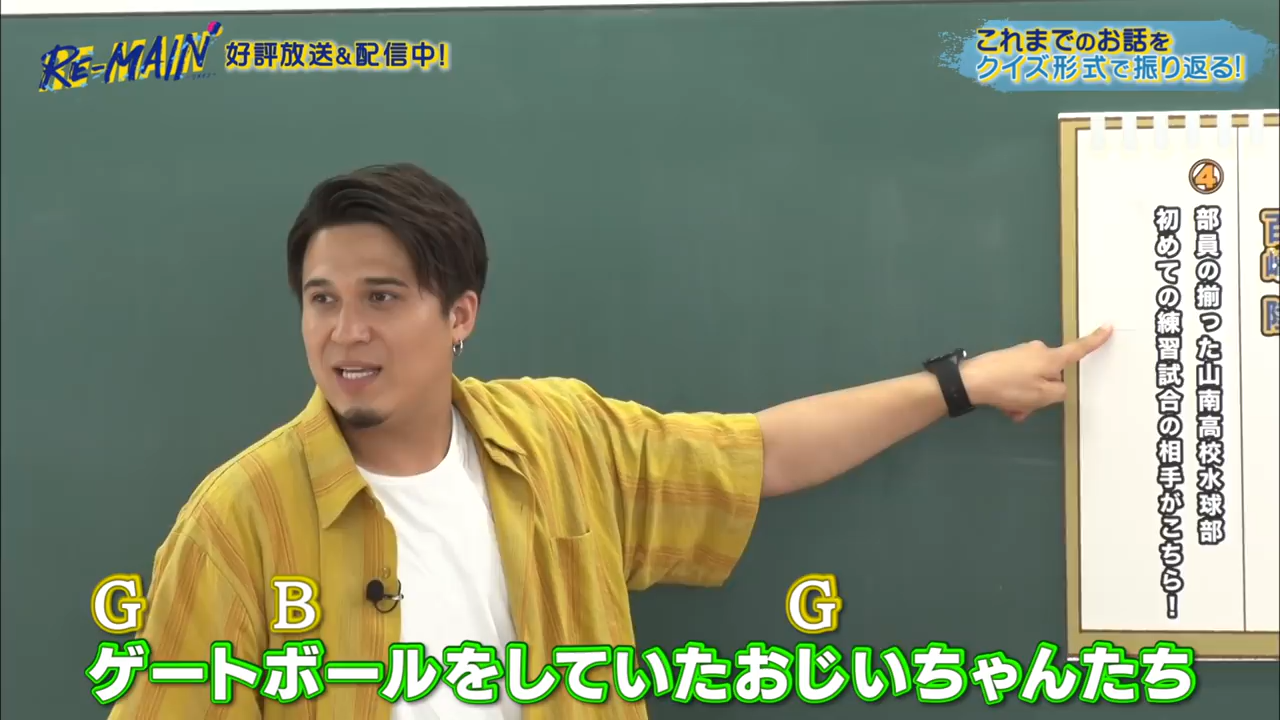 RE-MAIN 好評放送&配信中!
これまでのお話を
クイズ形式で振り返る!
④
部員の揃った山南高校水球部
初めての練習試合の相手がこちら!
G B G
ゲートボールをしていたおじいちゃんたち